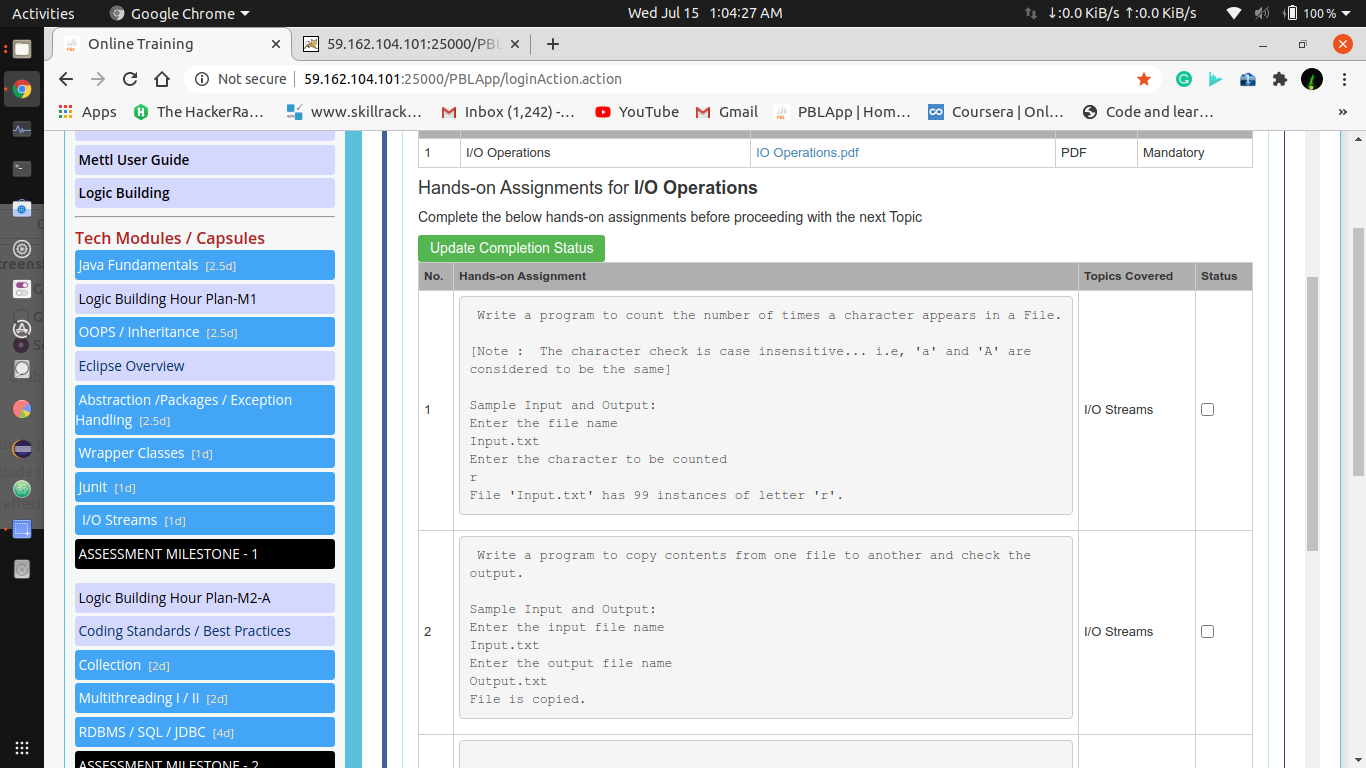 Activities
Google Chrome
Wed Jul 15 1:04:27 AM
↓:0.0 KiB/s ↑:0.0 KiB/s
100 %
Online Training
59.162.104.101:25000/PBL
Not secure
59.162.104.101:25000/PBLApp/loginAction.action
Apps
The HackerRa...
www.skillrack...
Inbox (1,242) -...
YouTube
Gmail
PBLApp | Hom...
Coursera | Onl...
Code and lear...
»
Mettl User Guide
Logic Building
Tech Modules / Capsules
Java Fundamentals [2.5d]
Logic Building Hour Plan-M1
OOPS / Inheritance [2.5d]
Eclipse Overview
Abstraction /Packages / Exception
Handling [2.5d]
Wrapper Classes [1d]
Junit [1d]
I/O Streams [1d]
ASSESSMENT MILESTONE - 1
Logic Building Hour Plan-M2-A
Coding Standards / Best Practices
Collection [2d]
Multithreading I / II [2d]
RDBMS / SQL / JDBC [4d]
ASSESSMENT MILESTONE - 2
1 I/O Operations IO Operations.pdf PDF Mandatory
Hands-on Assignments for I/O Operations
Complete the below hands-on assignments before proceeding with the next Topic
Update Completion Status
No. Hands-on Assignment Topics Covered Status
Write a program to count the number of times a character appears in a File.
[Note : The character check is case insensitive... i.e, 'a' and 'A' are
considered to be the same]
Sample Input and Output:
1 I/O Streams
Enter the file name
Input.txt
Enter the character to be counted
r
File 'Input.txt' has 99 instances of letter 'r'.
Write a program to copy contents from one file to another and check the
output.
Sample Input and Output:
Enter the input file name
2 I/O Streams
Input.txt
Enter the output file name
Output.txt
File is copied.